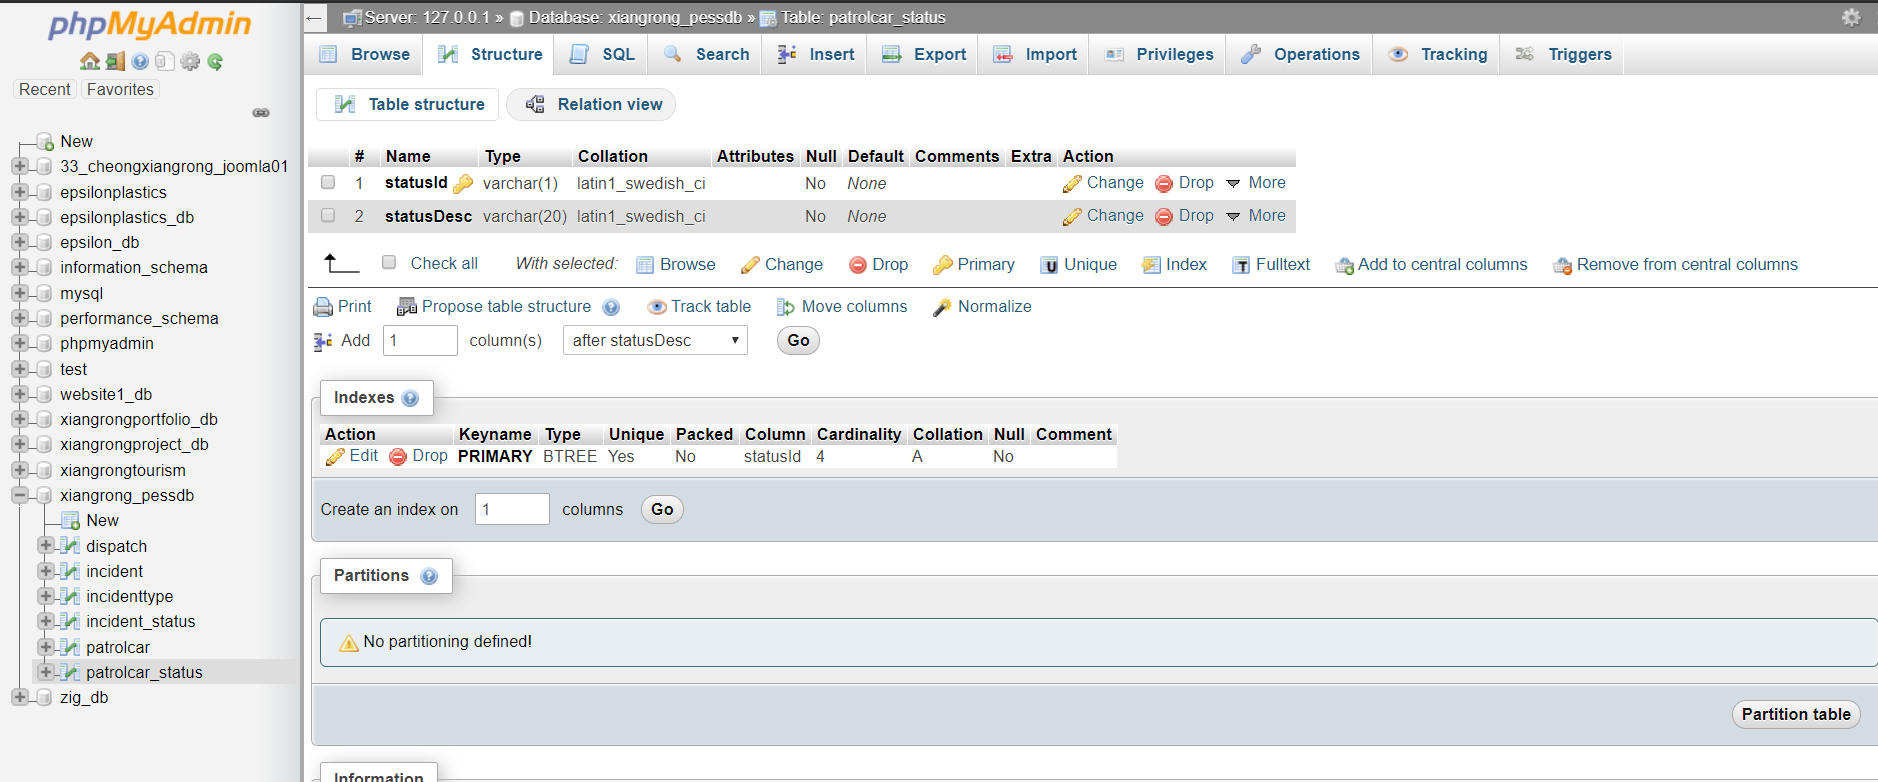 phpMyAdmin
Recent Favorites
New
33_cheongxiangrong_joomla01
epsilonplastics
epsilonplastics_db
epsilon_db
information_schema
mysql
performance_schema
phpmyadmin
test
website1_db
xiangrongportfolio_db
xiangrongproject_db
xiangrongtourism
xiangrong_pessdb
New
dispatch
incident
incidenttype
incident_status
patrolcar
patrolcar_status
zig_db
Server: 127.0.0.1 » Database: xiangrong_pessdb » Table: patrolcar_status
Browse Structure SQL Search Insert Export Import Privileges Operations Tracking Triggers
Table structure Relation view
# Name Type Collation Attributes Null Default Comments Extra Action
1 statusId varchar(1) latin1_swedish_ci No None Change Drop More
2 statusDesc varchar(20) latin1_swedish_ci No None Change Drop More
Check all With selected: Browse Change Drop Primary Unique Index Fulltext Add to central columns Remove from central columns
Print Propose table structure Track table Move columns Normalize
Add 1 column(s) after statusDesc Go
Indexes
Action Keyname Type Unique Packed Column Cardinality Collation Null Comment
Edit Drop PRIMARY BTREE Yes No statusId 4 A No
Create an index on 1 columns Go
Partitions
No partitioning defined!
Partition table
Information